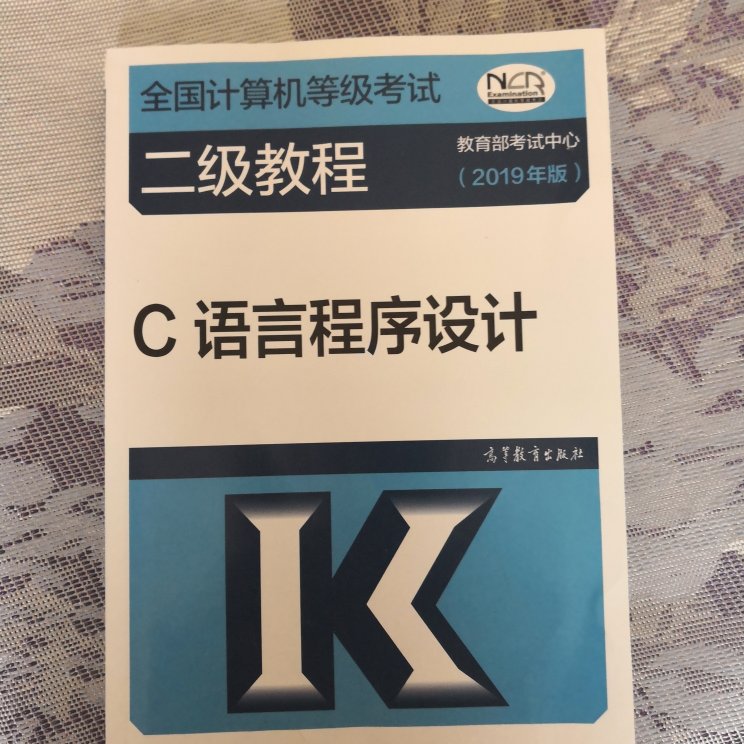 全国计算机等级考试
NCR
Examination
二级教程
教育部考试中心
(2019年版)
C 语言程序设计
高等教育出版社
K